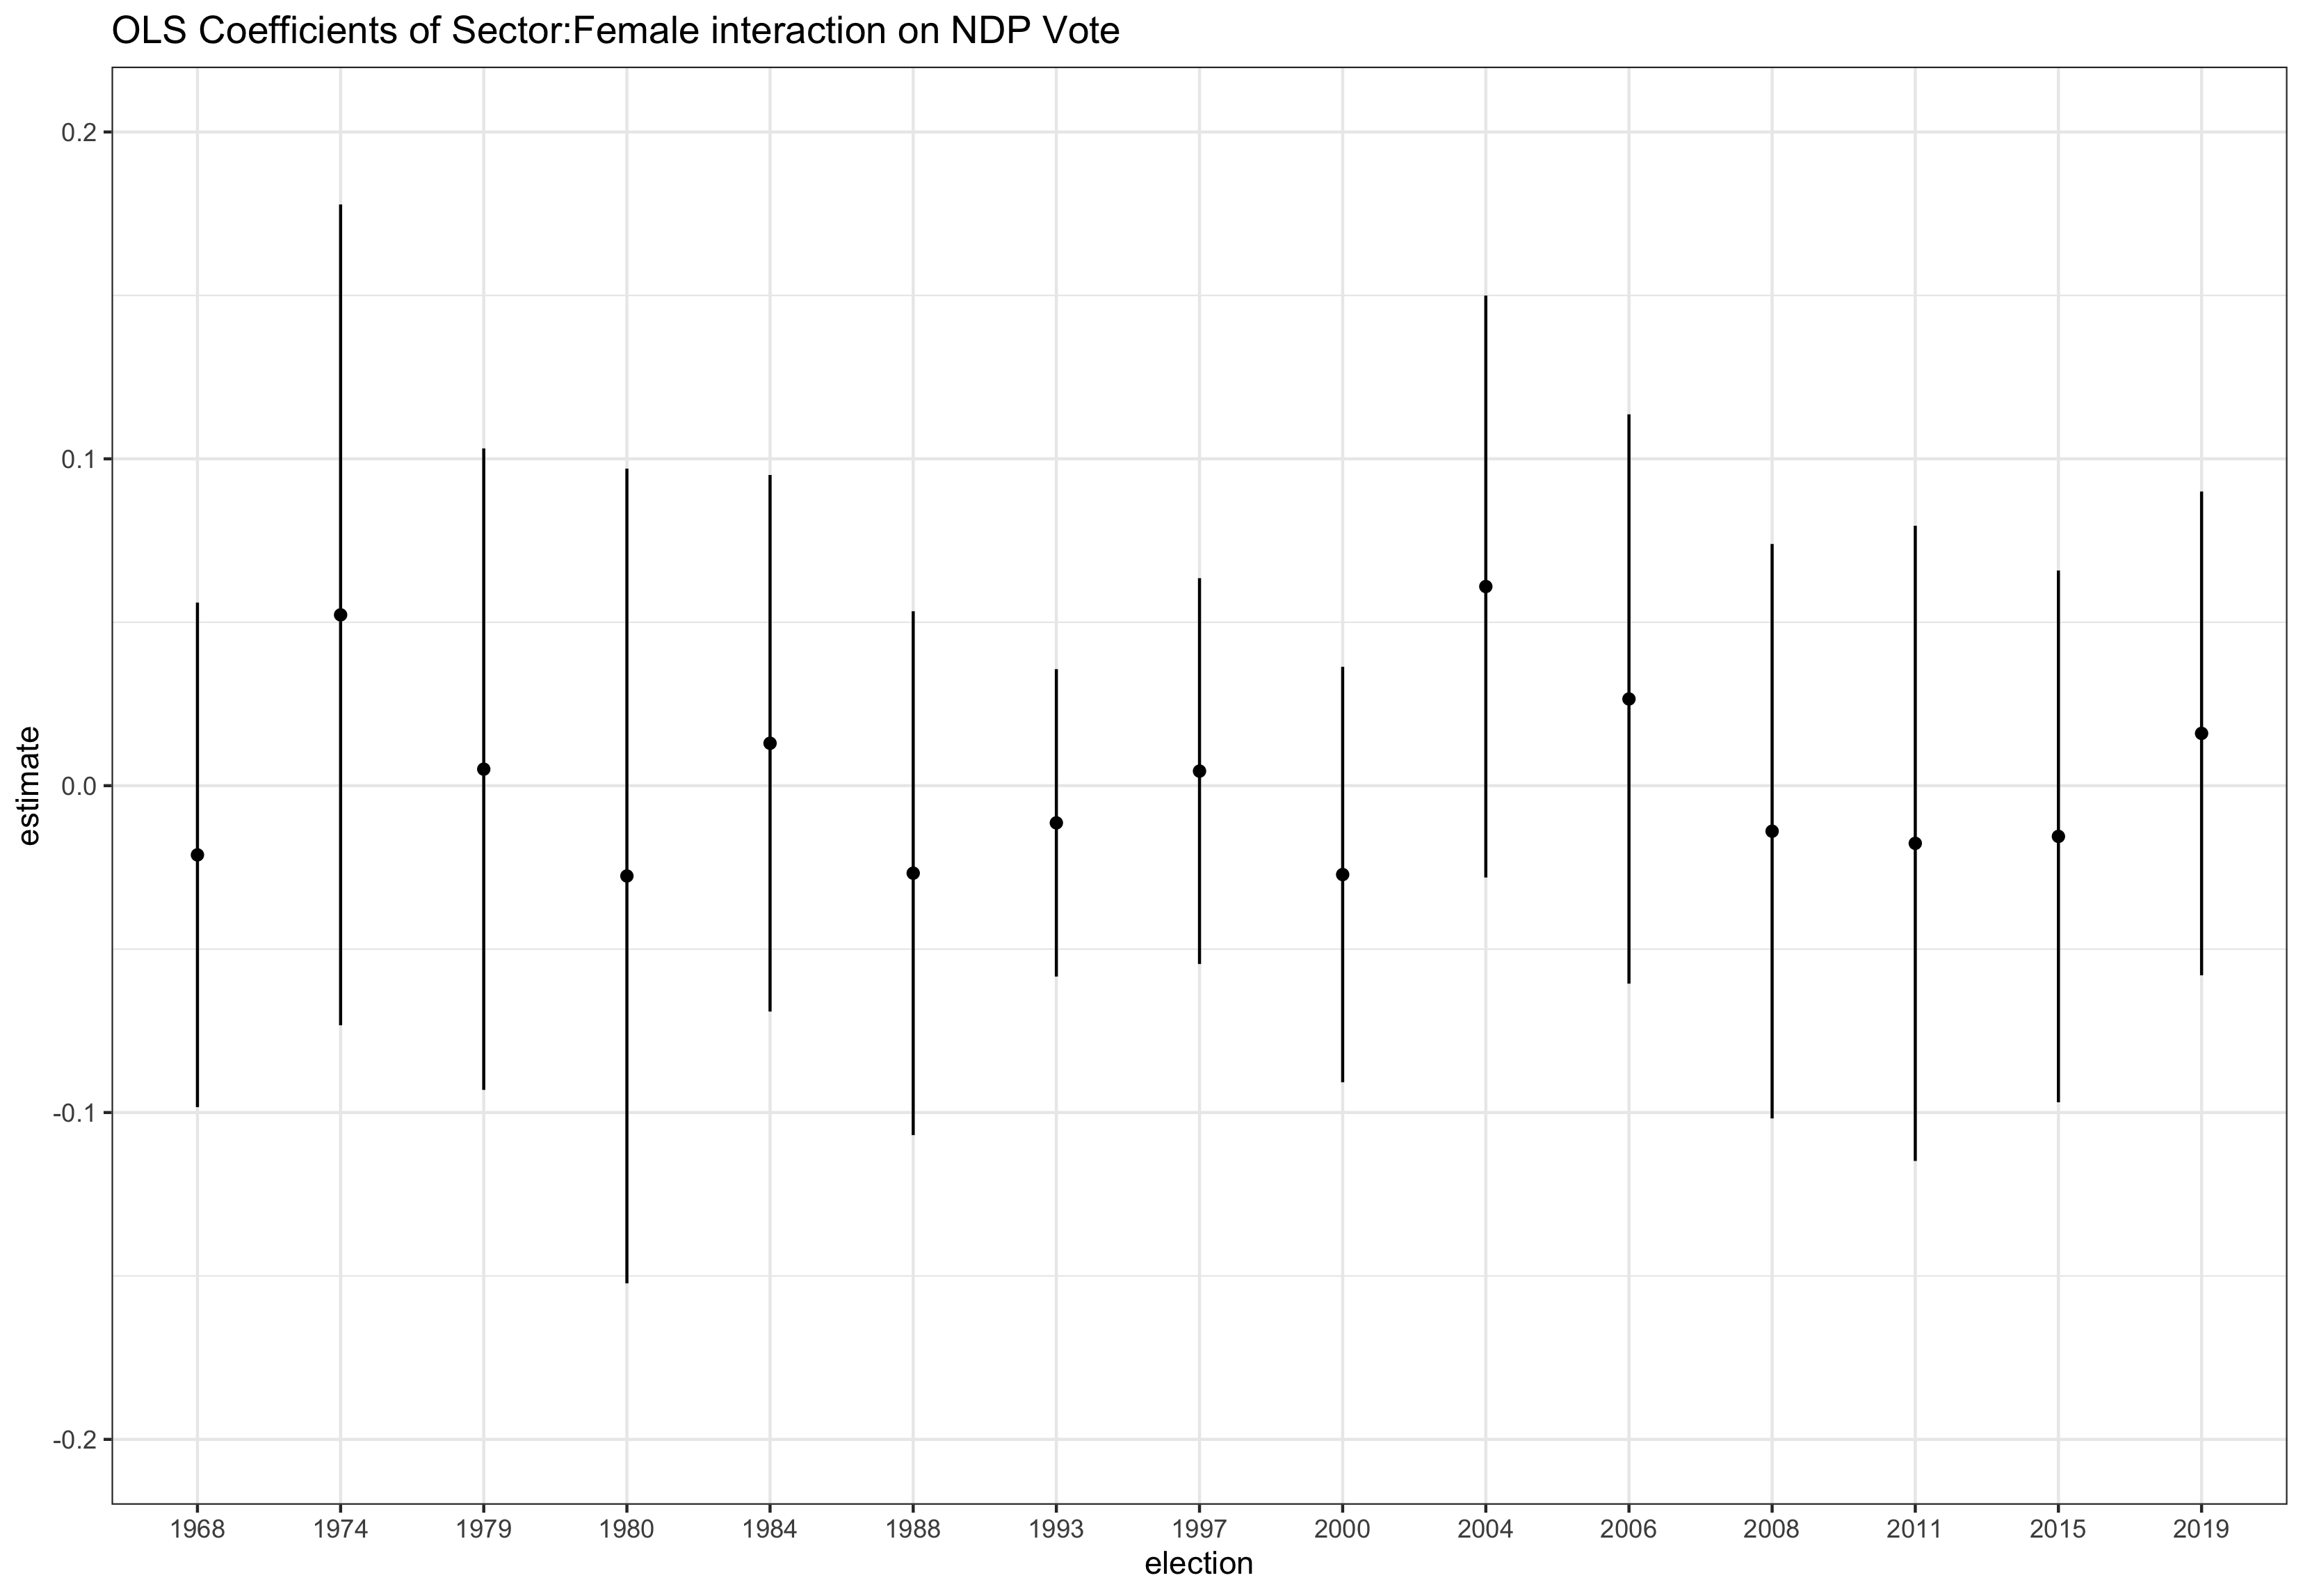 OLS Coefficients of Sector:Female interaction on NDP Vote
0.2
0.1
0.0
-0.1
-0.2
estimate
1968 1974 1979 1980 1984 1988 1993 1997 2000 2004 2006 2008 2011 2015 2019
election